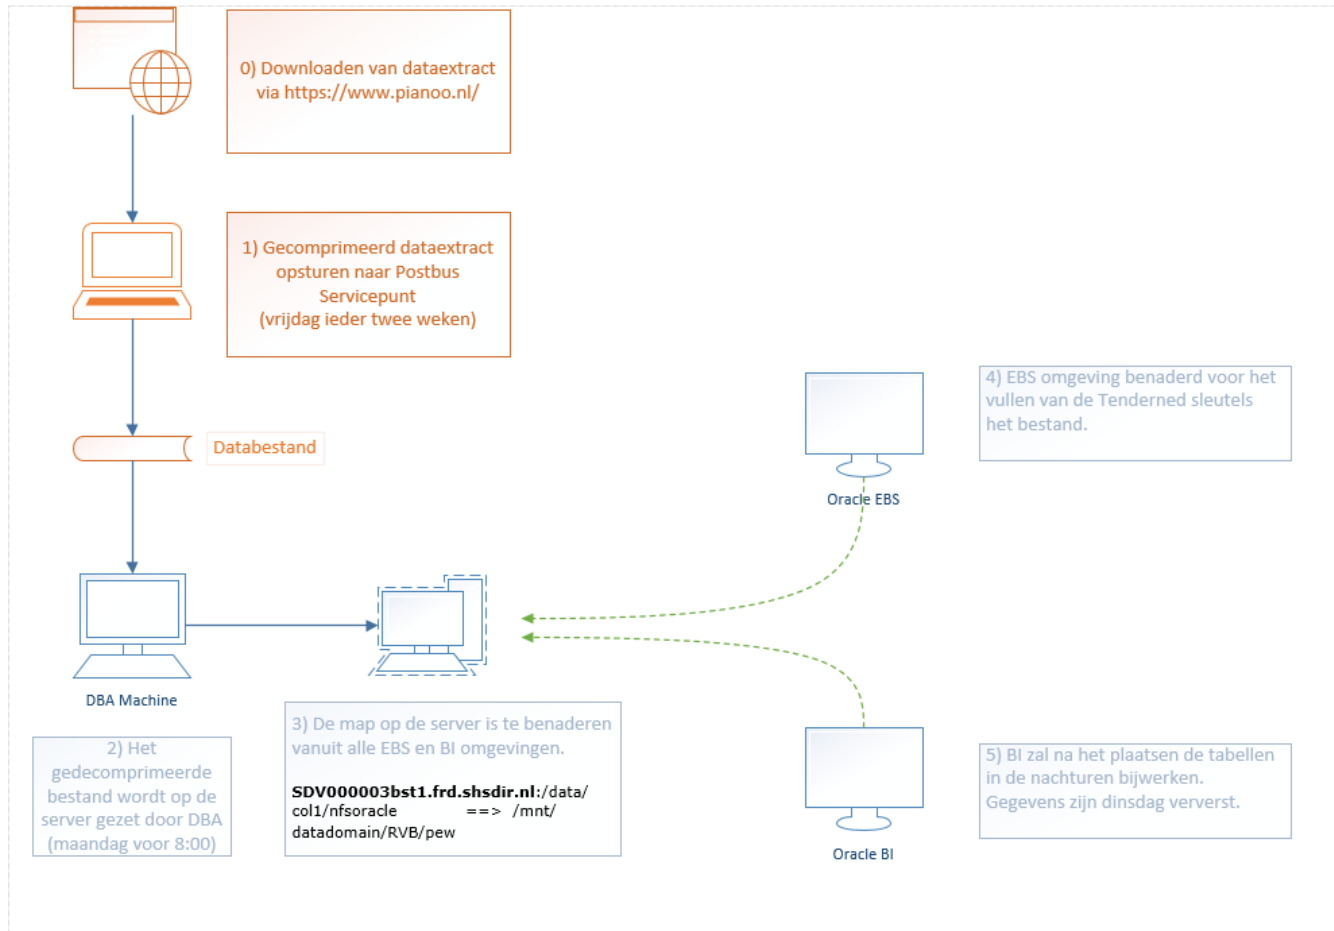 0) Downloaden van dataextract
via https://www.pianoo.nl/
1) Gecomprimeerd dataextract
opsturen naar Postbus
Servicepunt
(vrijdag ieder twee weken)
Databestand
4) EBS omgeving benaderd voor het
vullen van de Tenderned sleutels
het bestand.
Oracle EBS
DBA Machine
2) Het
gedecomprimeerde
bestand wordt op de
server gezet door DBA
(maandag voor 8:00)
3) De map op de server is te benaderen
vanuit alle EBS en BI omgevingen.
SDV000003bst1.frd.shsdir.nl:/data/
col1/nfsoracle ==> /mnt/
datadomain/RVB/pew
5) BI zal na het plaatsen de tabellen
in de nachturen bijwerken.
Gegevens zijn dinsdag ververst.
Oracle BI